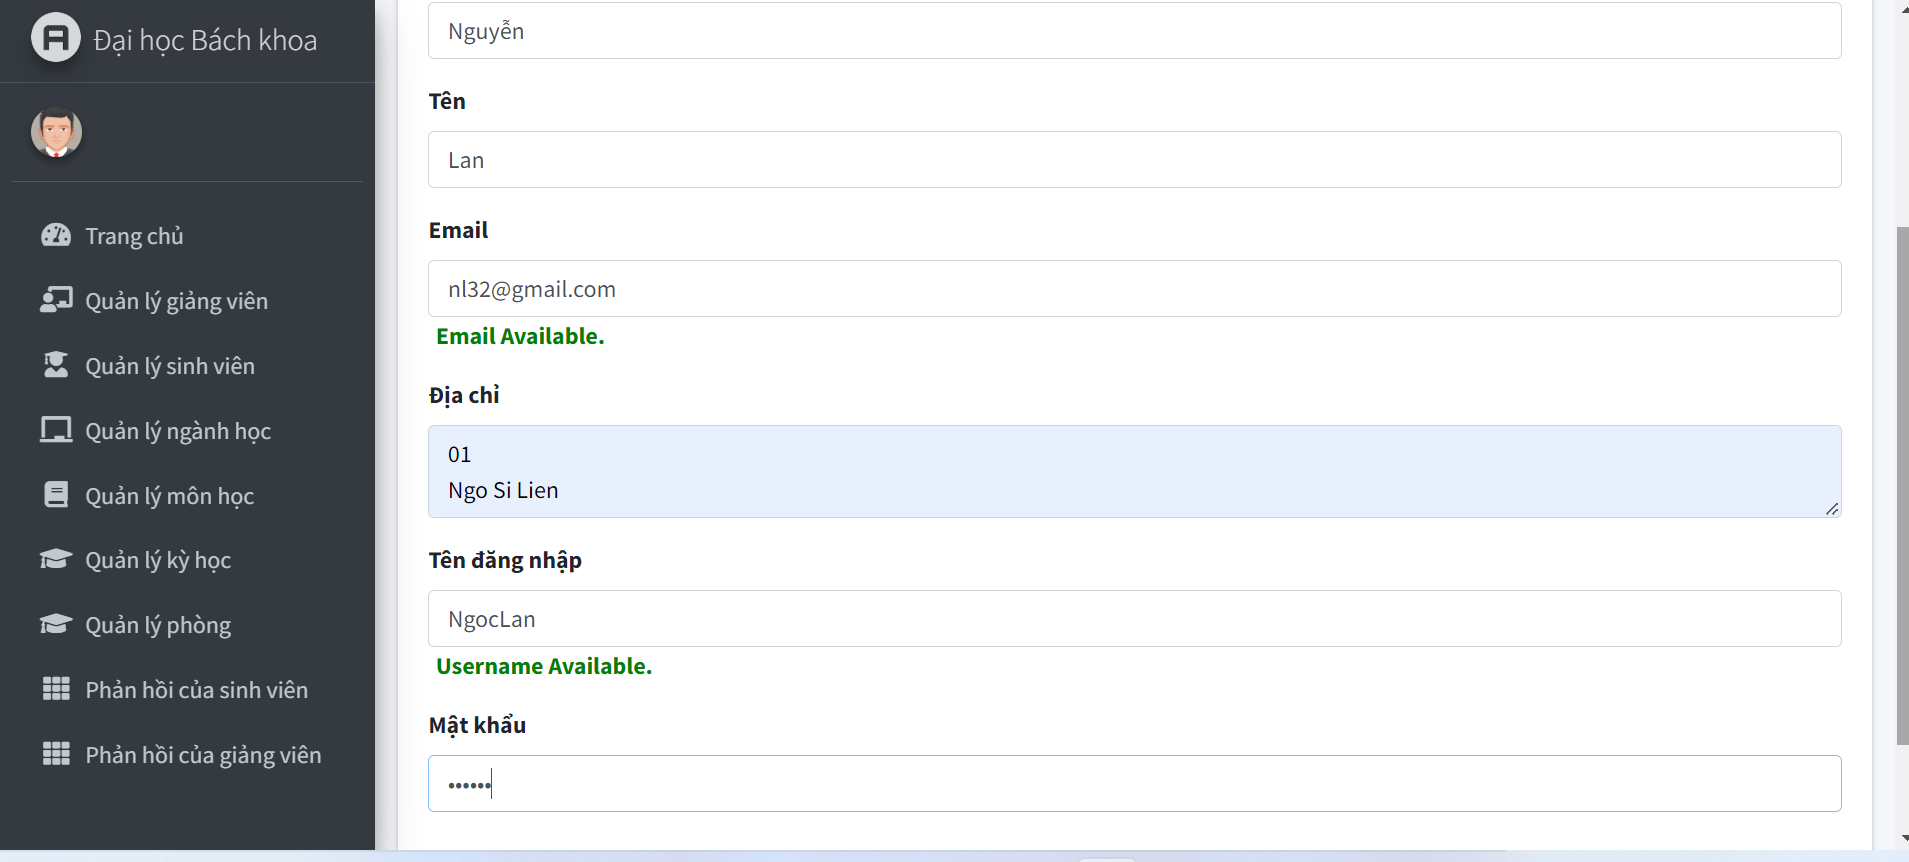 Đại học Bách khoa
Trang chủ
Quản lý giảng viên
Quản lý sinh viên
Quản lý ngành học
Quản lý môn học
Quản lý kỳ học
Quản lý phòng
Phản hồi của sinh viên
Phản hồi của giảng viên
Nguyễn
Tên
Lan
Email
nl32@gmail.com
Email Available.
Địa chỉ
01
Ngo Si Lien
Tên đăng nhập
NgocLan
Username Available.
Mật khẩu
••••••